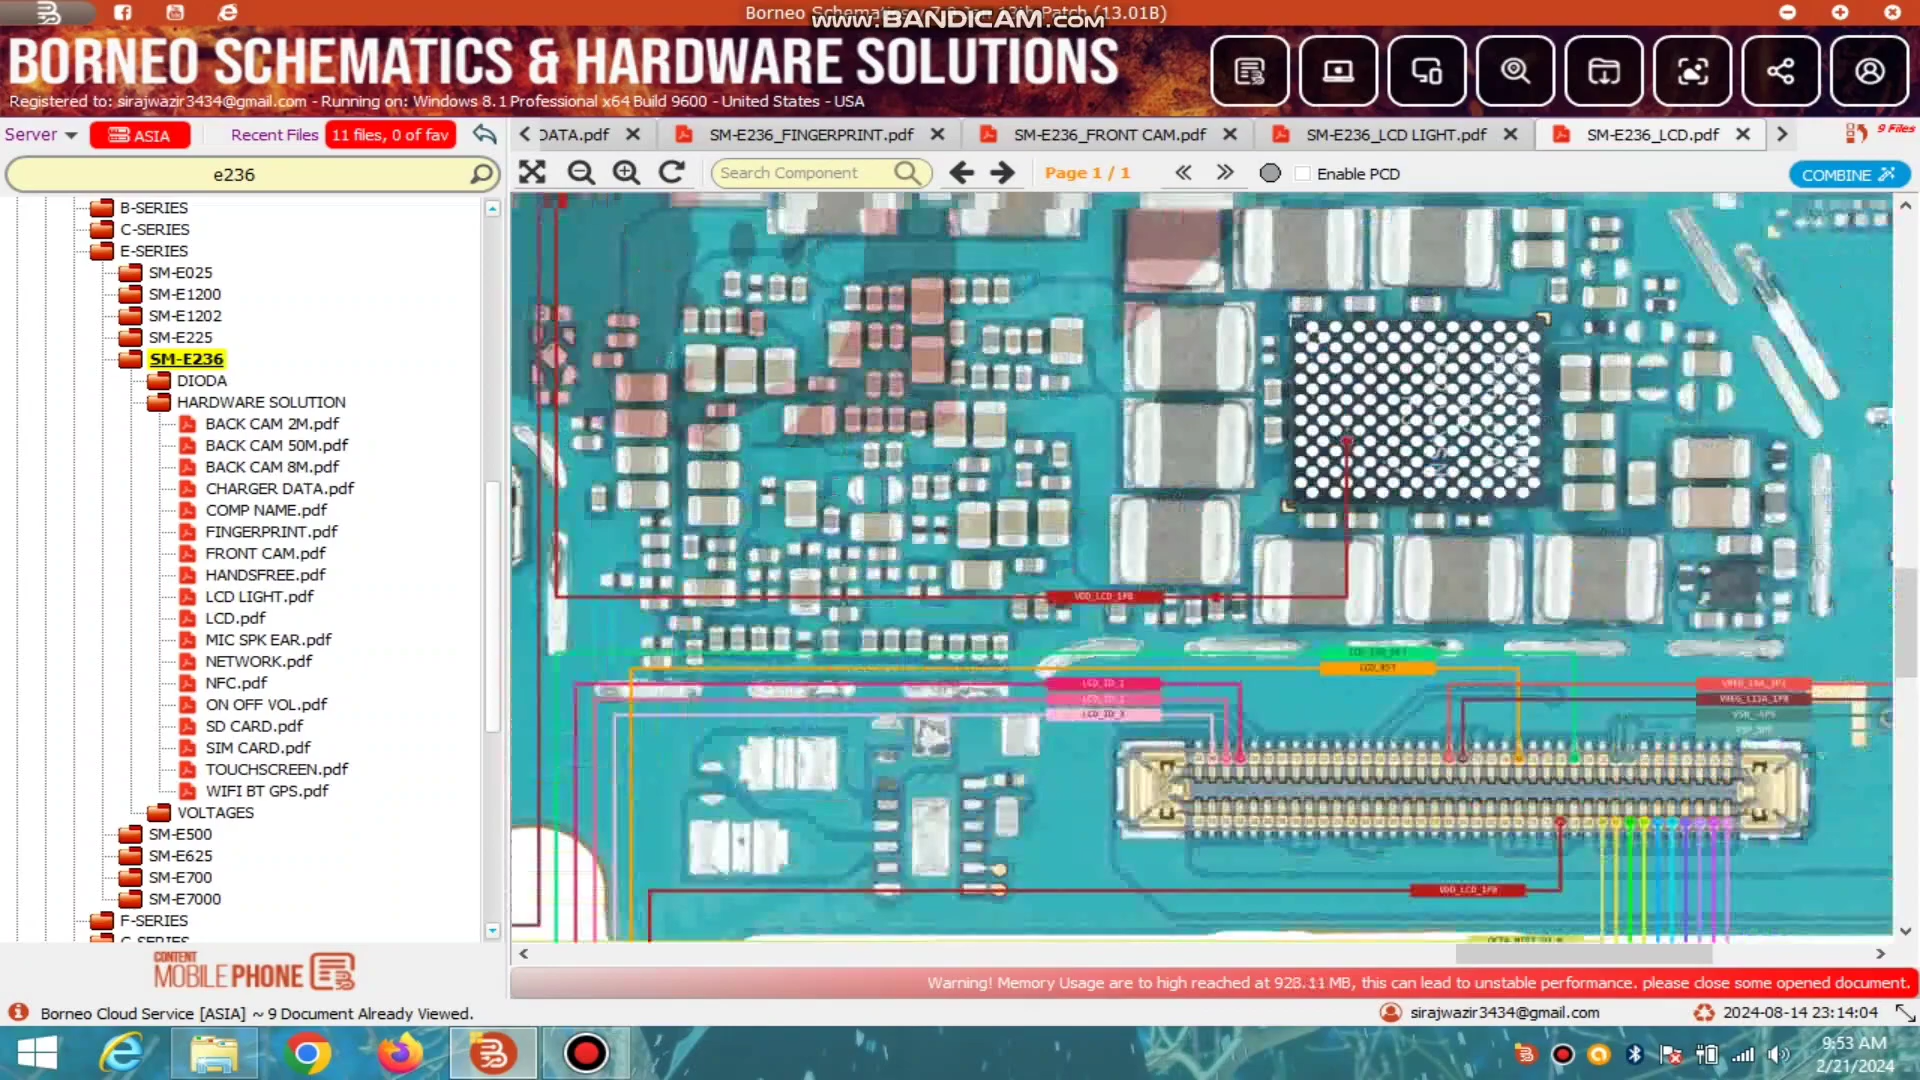 Borneo Schematics
Patch (13.01B)
www.BANDICAM.com
BORNEO SCHEMATICS & HARDWARE SOLUTIONS
Registered to: sirajwazir3434@gmail.com - Running on: Windows 8.1 Professional x64 Build 9600 - United States - USA
Server
ASIA
Recent Files
11 files, 0 of fav
DATA.pdf
SM-E236_FINGERPRINT.pdf
SM-E236_FRONT CAM.pdf
SM-E236_LCD LIGHT.pdf
SM-E236_LCD.pdf
9 Files
e236
Search Component
Page 1 / 1
Enable PCD
COMBINE
B-SERIES
C-SERIES
E-SERIES
SM-E025
SM-E1200
SM-E1202
SM-E225
SM-E236
DIODA
HARDWARE SOLUTION
BACK CAM 2M.pdf
BACK CAM 50M.pdf
BACK CAM 8M.pdf
CHARGER DATA.pdf
COMP NAME.pdf
FINGERPRINT.pdf
FRONT CAM.pdf
HANDSFREE.pdf
LCD LIGHT.pdf
LCD.pdf
MIC SPK EAR.pdf
NETWORK.pdf
NFC.pdf
ON OFF VOL.pdf
SD CARD.pdf
SIM CARD.pdf
TOUCHSCREEN.pdf
WIFI BT GPS.pdf
VOLTAGES
SM-E500
SM-E625
SM-E700
SM-E7000
F-SERIES
G-SERIES
VDD_LCD_1P8
LCD_RST
LCD_ID_1
LCD_ID_2
LCD_ID_3
VREG_L11A_1P8
VDD_LCD_1P8
CONTENT
MOBILE PHONE
Warning! Memory Usage are to high reached at 928.11 MB, this can lead to unstable performance. please close some opened document.
Borneo Cloud Service [ASIA] ~ 9 Document Already Viewed.
sirajwazir3434@gmail.com
2024-08-14 23:14:04
9:53 AM
2/21/2024